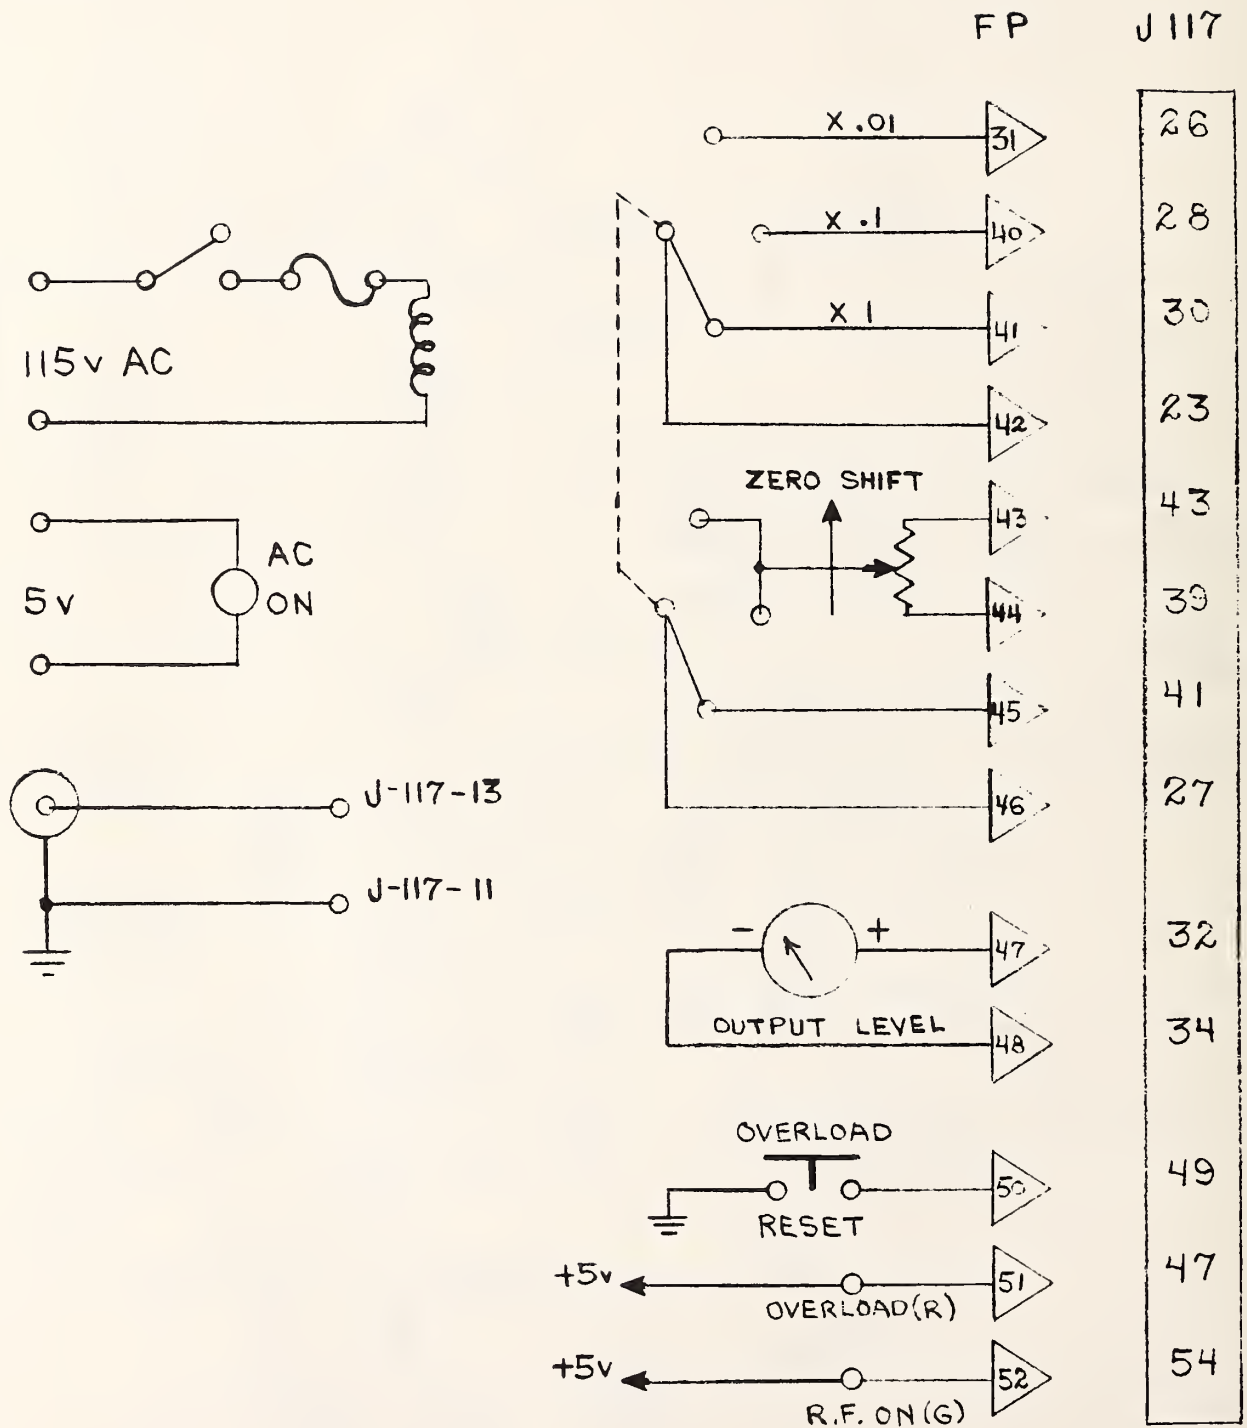 FP J117
X .01 31 26
X .1 40 28
X 1 41 30
115v AC
42 23
ZERO SHIFT
43 43
AC
ON
5v
44 39
45 41
J-117-13
46 27
J-117-11
- + 47 32
OUTPUT LEVEL 48 34
OVERLOAD
50 49
RESET
+5v 51 47
OVERLOAD(R)
+5v 52 54
R.F. ON(G)